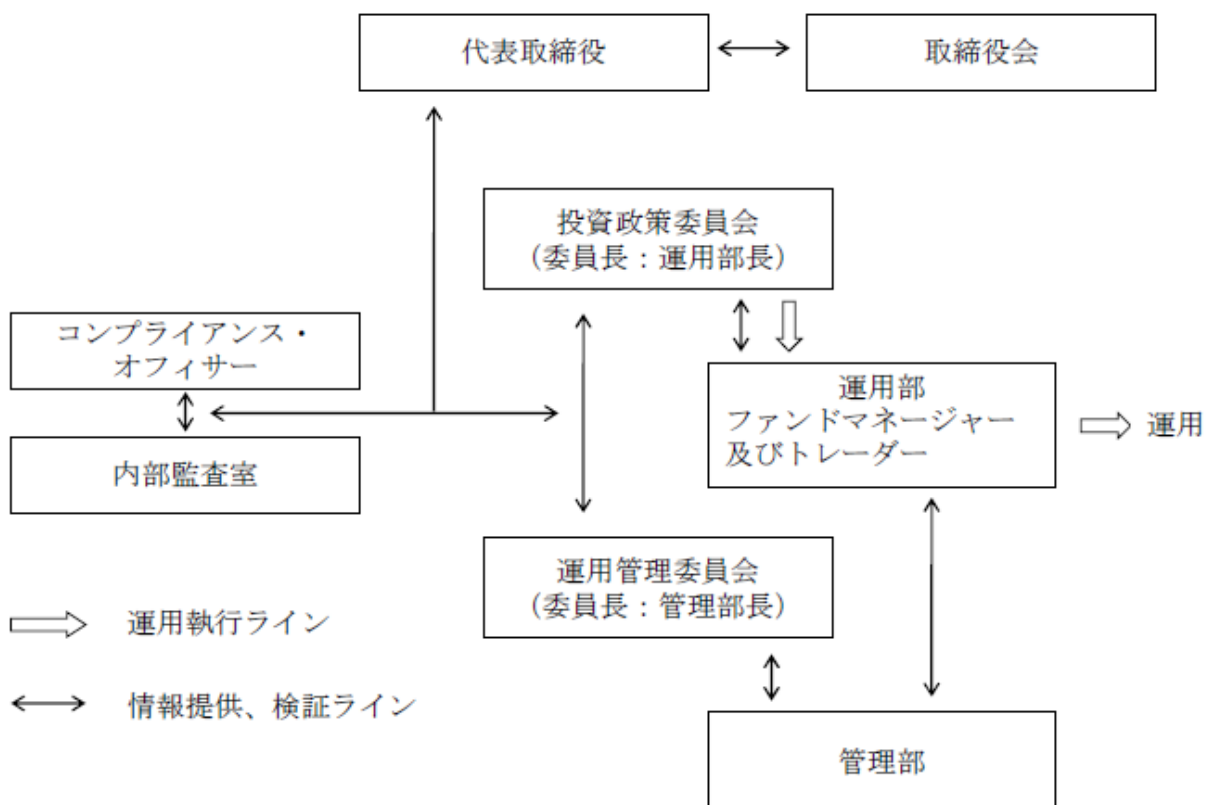 代表取締役
取締役会
投資政策委員会
(委員長：運用部長)
コンプライアンス・
オフィサー
運用部
ファンドマネージャー
及びトレーダー
運用
内部監査室
運用管理委員会
(委員長：管理部長)
運用執行ライン
情報提供、検証ライン
管理部